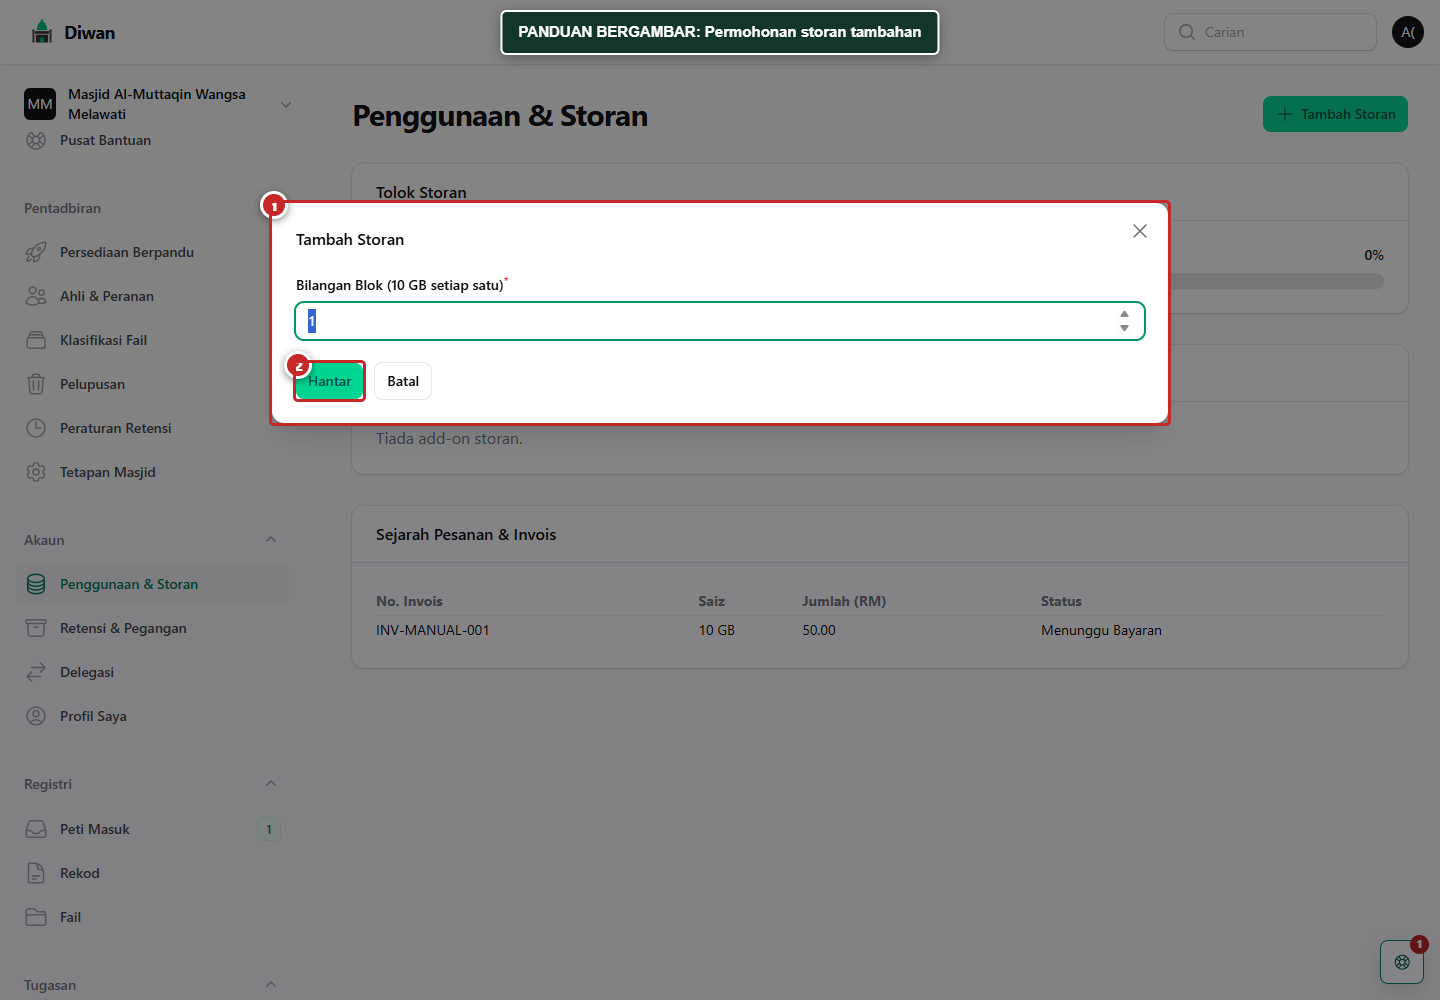 Diwan
PANDUAN BERGAMBAR: Permohonan storan tambahan
Carian
A(
MM
Masjid Al-Muttaqin Wangsa
Melawati
Pusat Bantuan
Pentadbiran
Persediaan Berpandu
Ahli & Peranan
Klasifikasi Fail
Pelupusan
Peraturan Retensi
Tetapan Masjid
Akaun
Penggunaan & Storan
Retensi & Pegangan
Delegasi
Profil Saya
Registri
Peti Masuk
1
Rekod
Fail
Tugasan
Penggunaan & Storan
Tambah Storan
Tolok Storan
0%
1
Tambah Storan
Bilangan Blok (10 GB setiap satu)*
1
2
Hantar
Batal
Tiada add-on storan.
Sejarah Pesanan & Invois
No. Invois Saiz Jumlah (RM) Status
INV-MANUAL-001 10 GB 50.00 Menunggu Bayaran
1